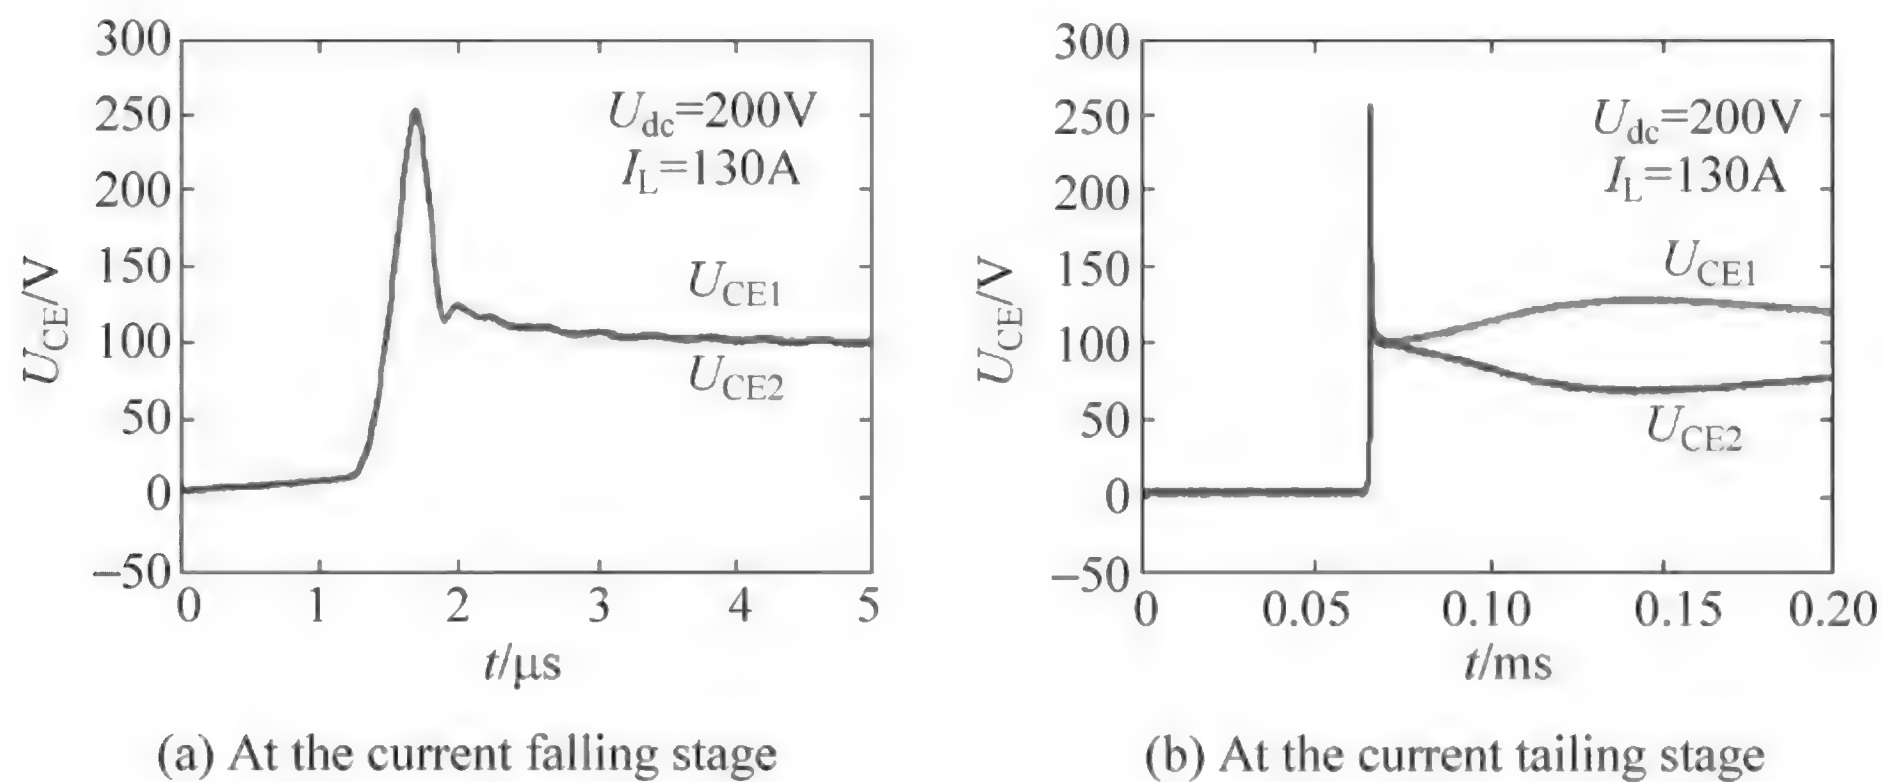 300
250
200
150
100
50
0
–50
U_CE/V
U_dc=200V
I_L=130A
U_CE1
U_CE2
0 1 2 3 4 5
t/μs
(a) At the current falling stage
300
250
200
150
100
50
0
–50
U_CE/V
U_dc=200V
I_L=130A
U_CE1
U_CE2
0 0.05 0.10 0.15 0.20
t/ms
(b) At the current tailing stage